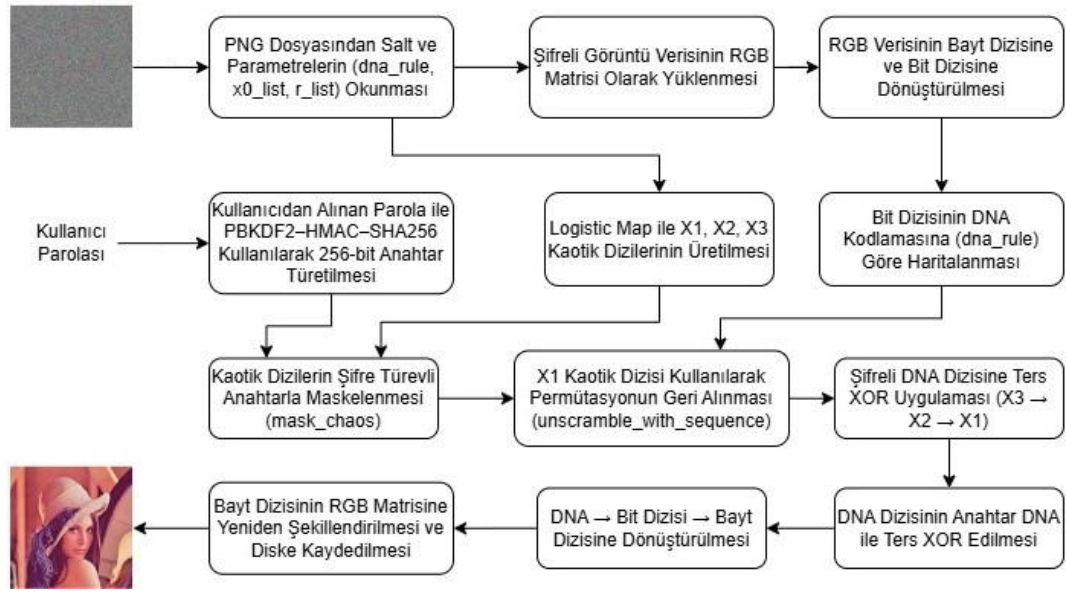 PNG Dosyasından Salt ve
Parametrelerin (dna_rule,
x0_list, r_list) Okunması
Şifreli Görüntü Verisinin RGB
Matrisi Olarak Yüklenmesi
RGB Verisinin Bayt Dizisine
ve Bit Dizisine
Dönüştürülmesi
Kullanıcı
Parolası
Kullanıcıdan Alınan Parola ile
PBKDF2–HMAC–SHA256
Kullanılarak 256-bit Anahtar
Türetilmesi
Logistic Map ile X1, X2, X3
Kaotik Dizilerinin Üretilmesi
Bit Dizisinin DNA
Kodlamasına (dna_rule)
Göre Haritalanması
Kaotik Dizilerin Şifre Türevli
Anahtarla Maskelenmesi
(mask_chaos)
X1 Kaotik Dizisi Kullanılarak
Permütasyonun Geri Alınması
(unscramble_with_sequence)
Şifreli DNA Dizisine Ters
XOR Uygulaması (X3 →
X2 → X1)
Bayt Dizisinin RGB Matrisine
Yeniden Şekillendirilmesi ve
Diske Kaydedilmesi
DNA → Bit Dizisi → Bayt
Dizisine Dönüştürülmesi
DNA Dizisinin Anahtar DNA
ile Ters XOR Edilmesi